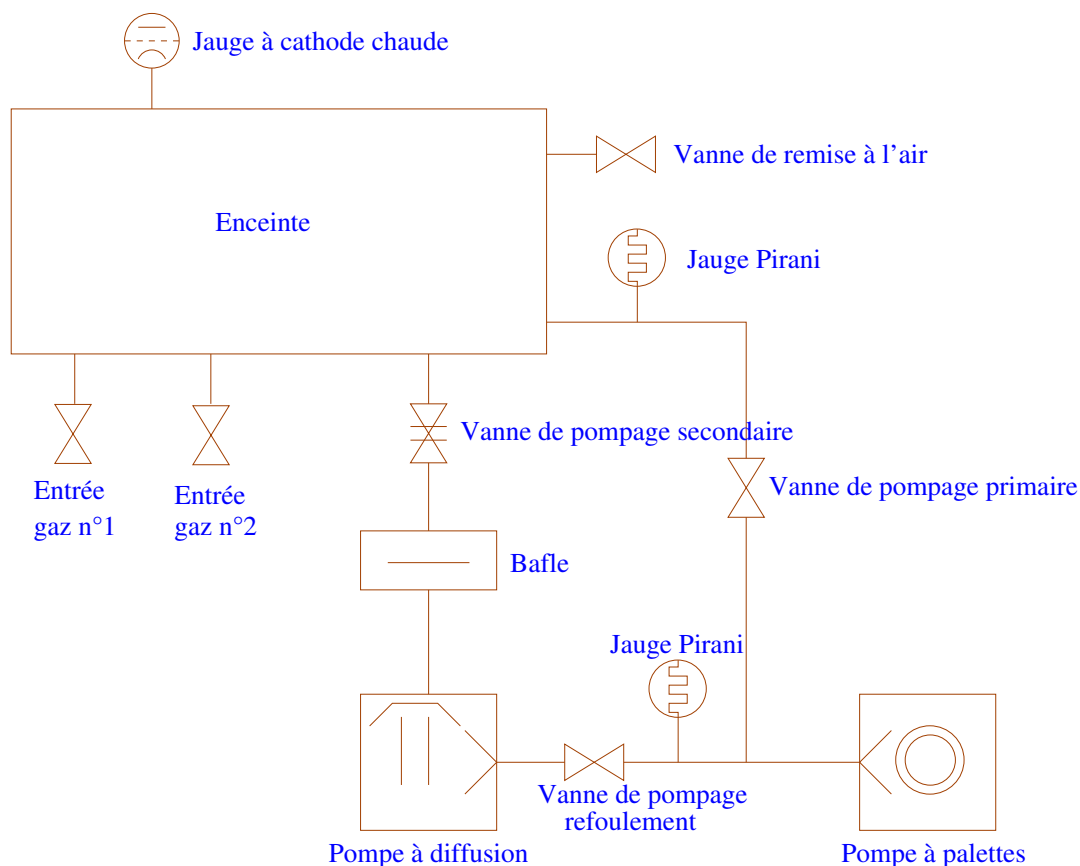 Jauge à cathode chaude
Vanne de remise à l'air
Enceinte
Jauge Pirani
Vanne de pompage secondaire
Vanne de pompage primaire
Entrée
gaz n°1
Entrée
gaz n°2
Bafle
Jauge Pirani
Vanne de pompage
refoulement
Pompe à diffusion
Pompe à palettes